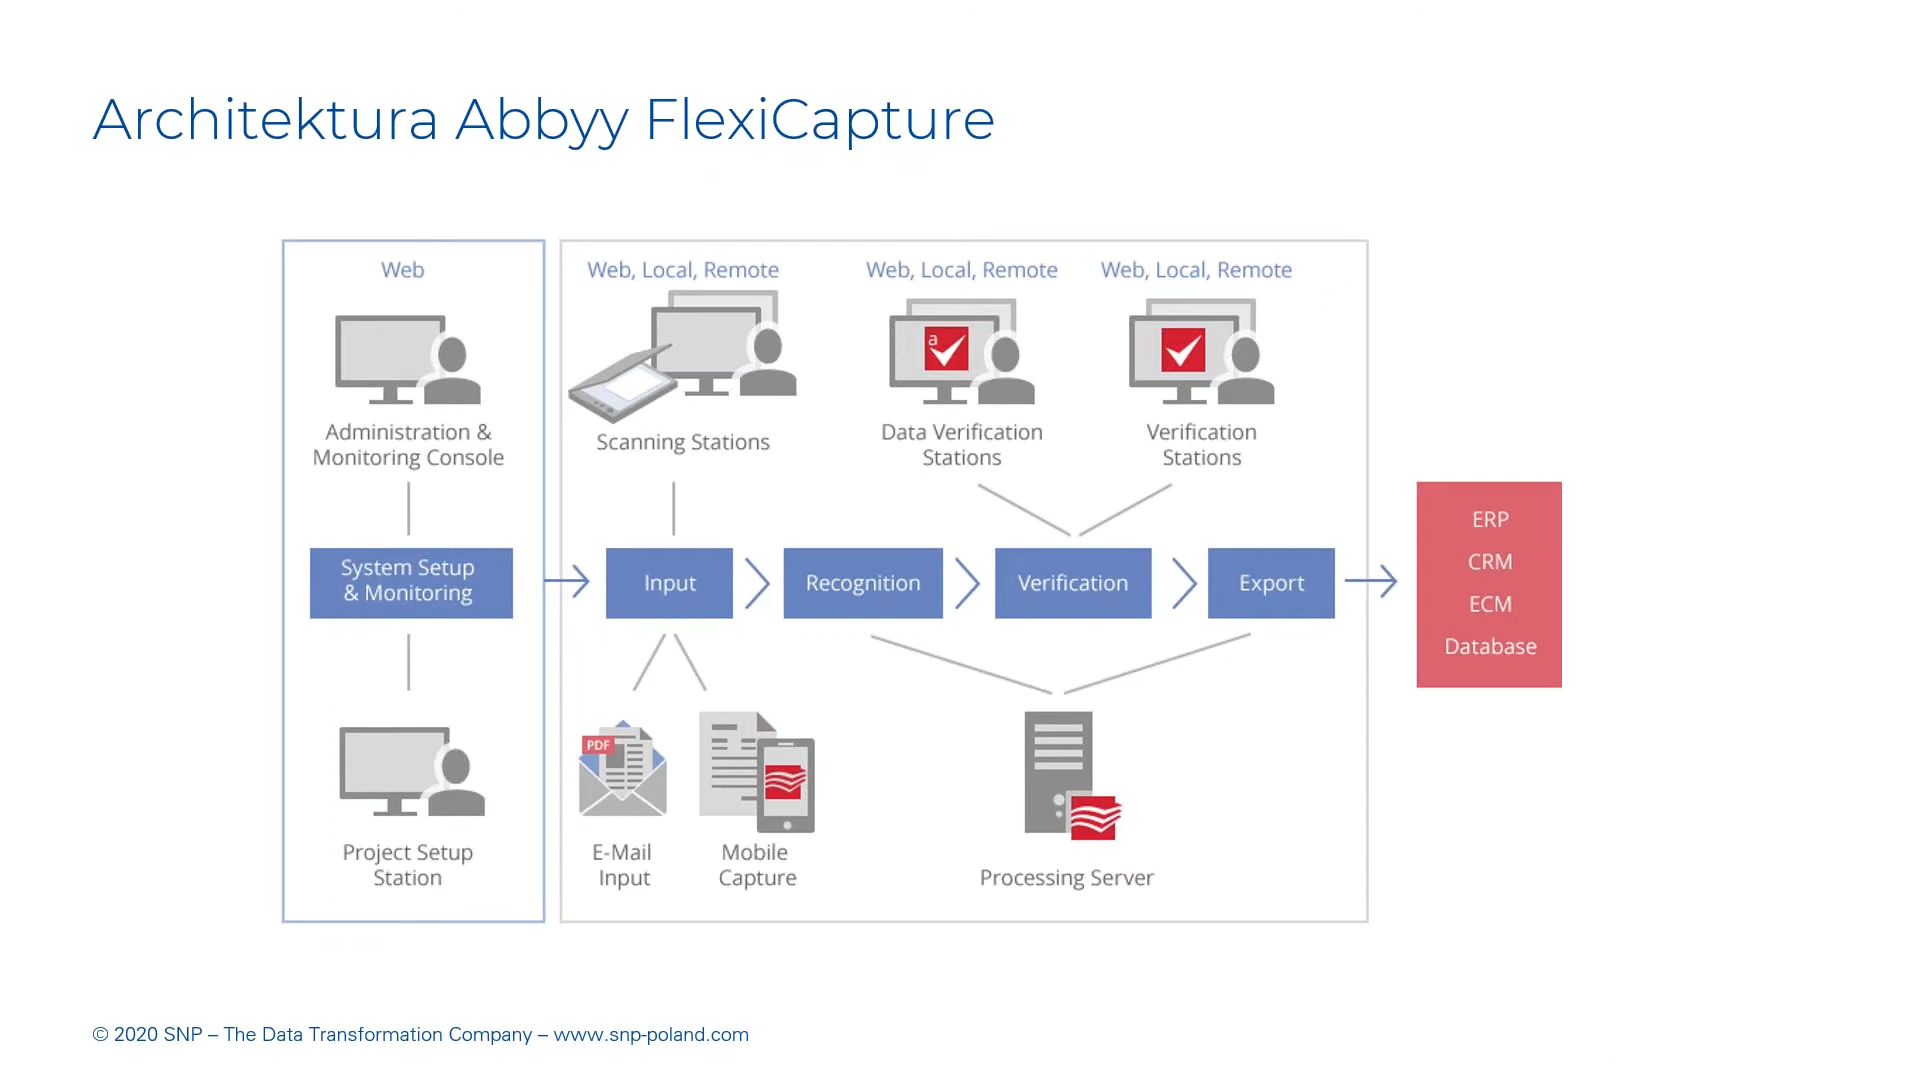 Architektura Abbyy FlexiCapture
Web
Administration &
Monitoring Console
System Setup
& Monitoring
Project Setup
Station
Web, Local, Remote
Scanning Stations
Web, Local, Remote
a
Data Verification
Stations
Web, Local, Remote
Verification
Stations
Input
Recognition
Verification
Export
PDF
E-Mail
Input
Mobile
Capture
Processing Server
ERP
CRM
ECM
Database
© 2020 SNP – The Data Transformation Company – www.snp-poland.com